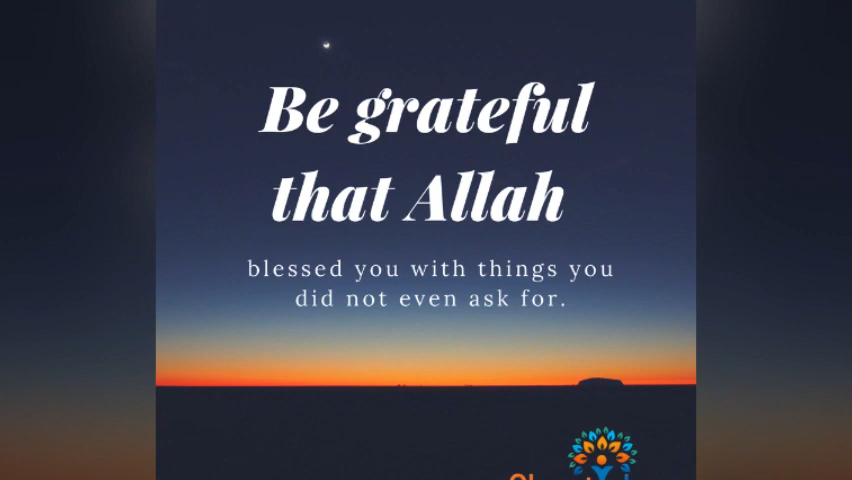 Be grateful
that Allah
blessed you with things you
did not even ask for.